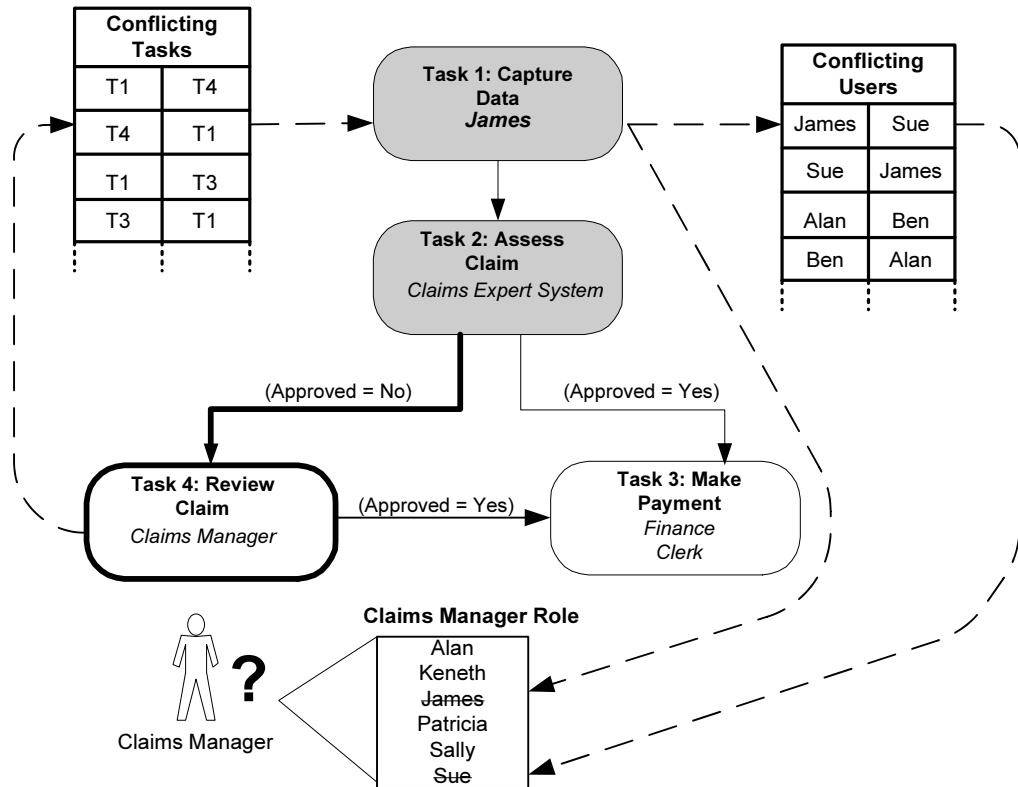 Conflicting
Tasks
T1 T4
T4 T1
T1 T3
T3 T1
Task 1: Capture
Data
James
Conflicting
Users
James Sue
Sue James
Alan Ben
Ben Alan
Task 2: Assess
Claim
Claims Expert System
(Approved = No)
(Approved = Yes)
Task 4: Review
Claim
Claims Manager
(Approved = Yes)
Task 3: Make
Payment
Finance
Clerk
Claims Manager Role
Alan
Keneth
James
Patricia
Sally
Sue
?
Claims Manager